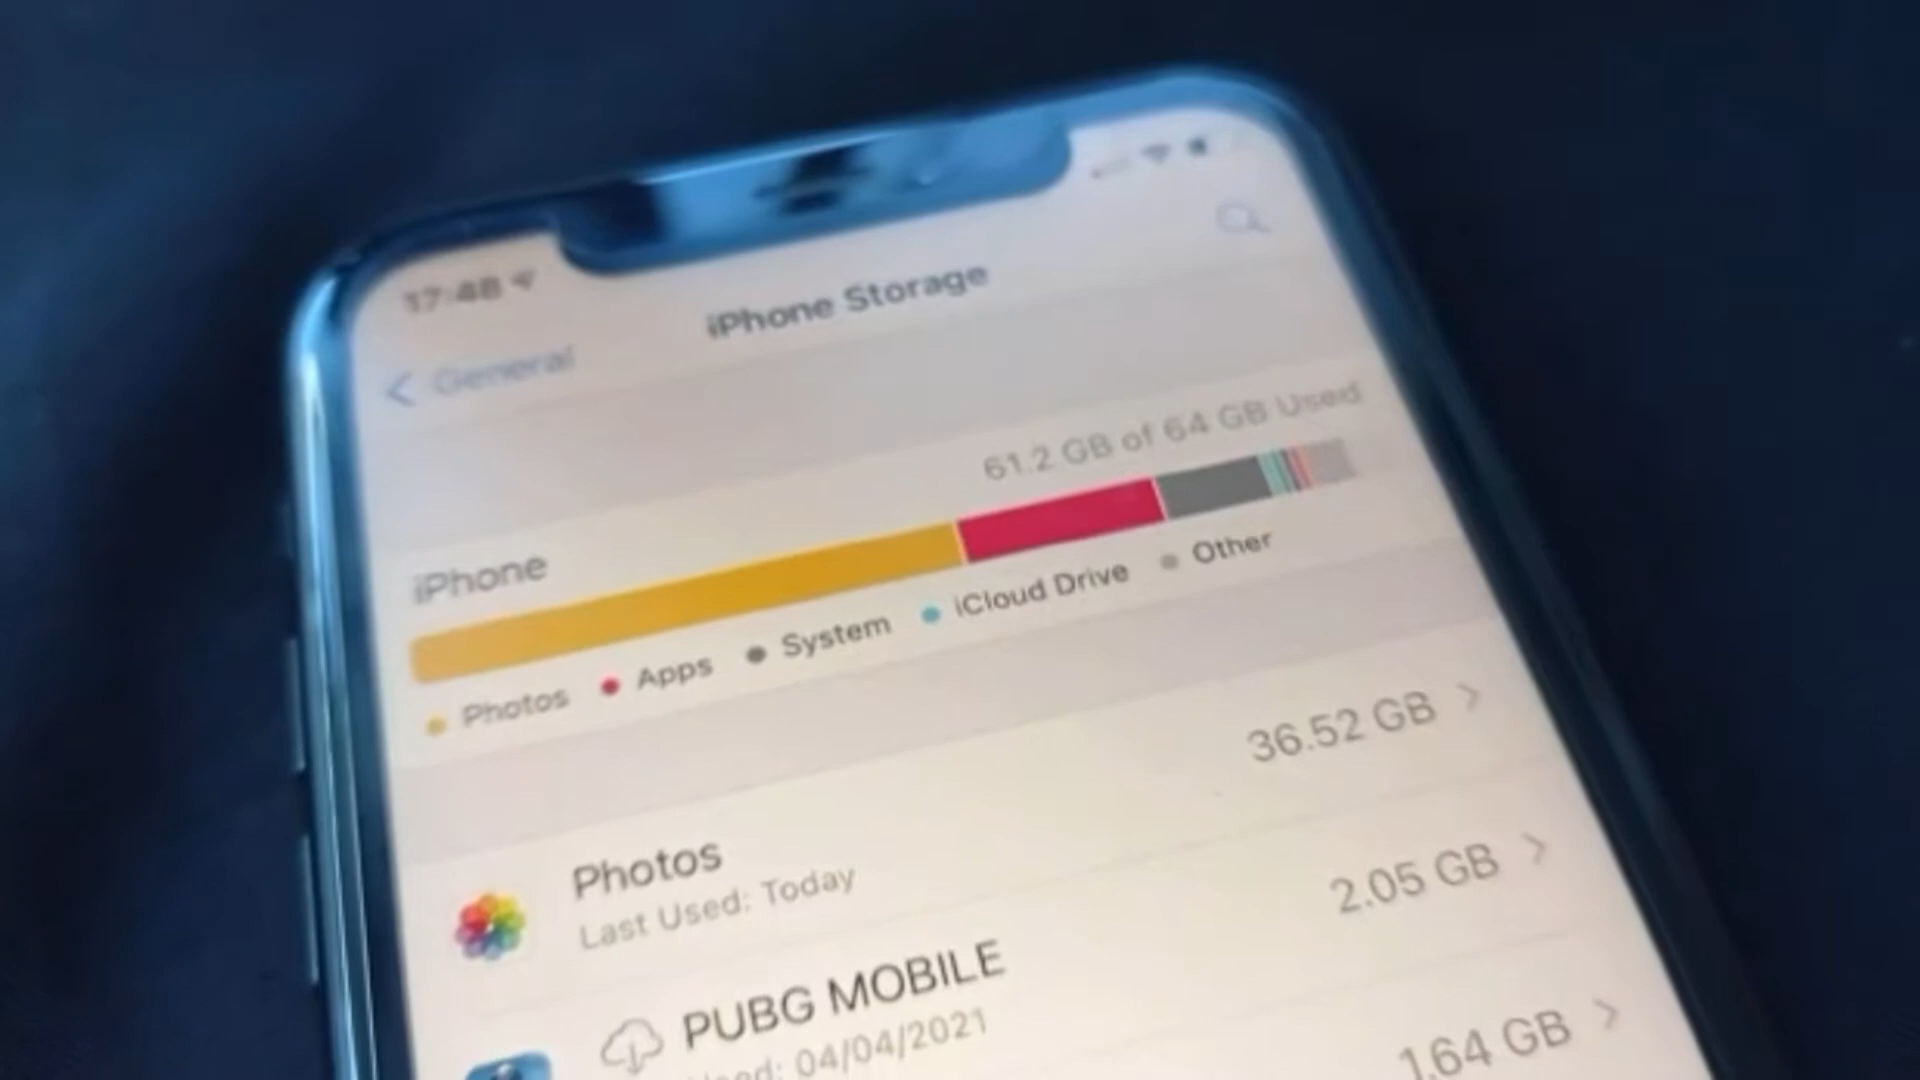 17:48
General
iPhone Storage
iPhone
61.2 GB of 64 GB Used
Photos Apps System iCloud Drive Other
Photos
36.52 GB
Last Used: Today
PUBG MOBILE
2.05 GB
04/04/2021
1.64 GB